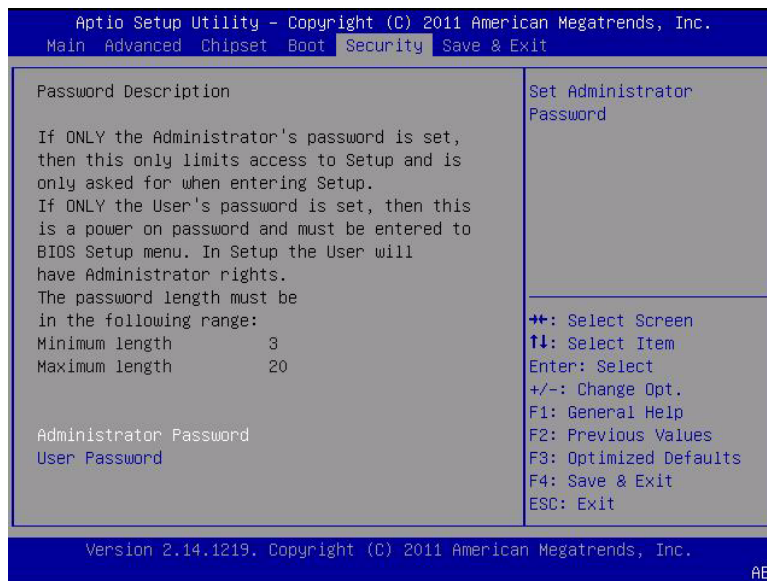 Aptio Setup Utility – Copyright (C) 2011 American Megatrends, Inc.
Main Advanced Chipset Boot Security Save & Exit
Password Description
If ONLY the Administrator's password is set,
then this only limits access to Setup and is
only asked for when entering Setup.
If ONLY the User's password is set, then this
is a power on password and must be entered to
BIOS Setup menu. In Setup the User will
have Administrator rights.
The password length must be
in the following range:
Minimum length 3
Maximum length 20
Administrator Password
User Password
Set Administrator
Password
→←: Select Screen
↑↓: Select Item
Enter: Select
+/-: Change Opt.
F1: General Help
F2: Previous Values
F3: Optimized Defaults
F4: Save & Exit
ESC: Exit
Version 2.14.1219. Copyright (C) 2011 American Megatrends, Inc.